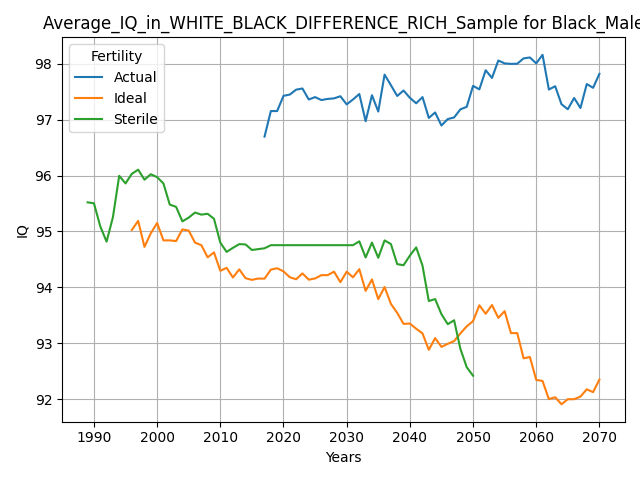 Average_IQ_in_WHITE_BLACK_DIFFERENCE_RICH_Sample for Black_Male
Fertility
Actual
Ideal
Sterile
IQ
98
97
96
95
94
93
92
1990 2000 2010 2020 2030 2040 2050 2060 2070
Years